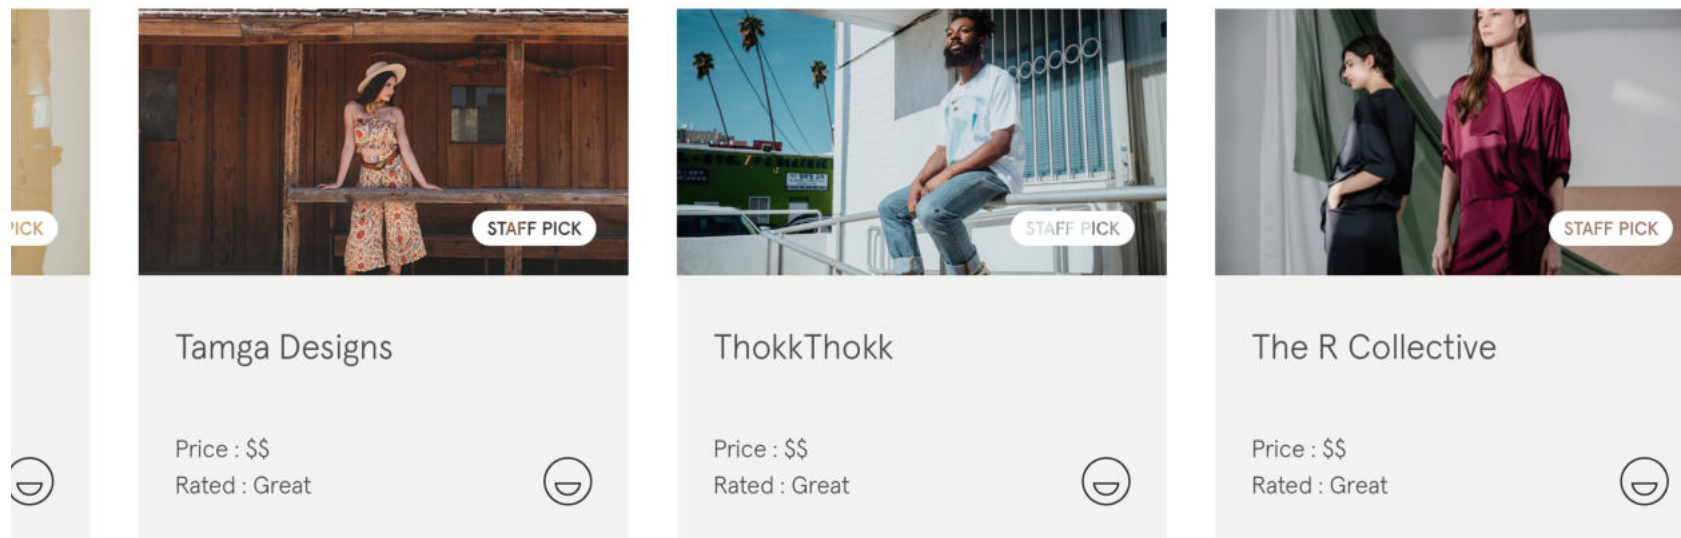 PICK
STAFF PICK
STAFF PICK
STAFF PICK
Tamga Designs
ThokkThokk
The R Collective
Price : $$
Rated : Great
Price : $$
Rated : Great
Price : $$
Rated : Great